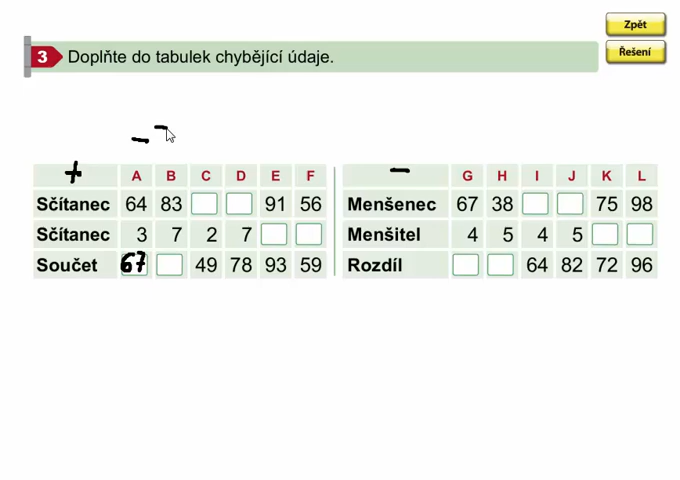 Zpět
3 Doplňte do tabulek chybějící údaje.
Řešení
+ A B C D E F
Sčítanec 64 83 91 56
Sčítanec 3 7 2 7
Součet 67 49 78 93 59
− G H I J K L
Menšenec 67 38 75 98
Menšitel 4 5 4 5
Rozdíl 64 82 72 96